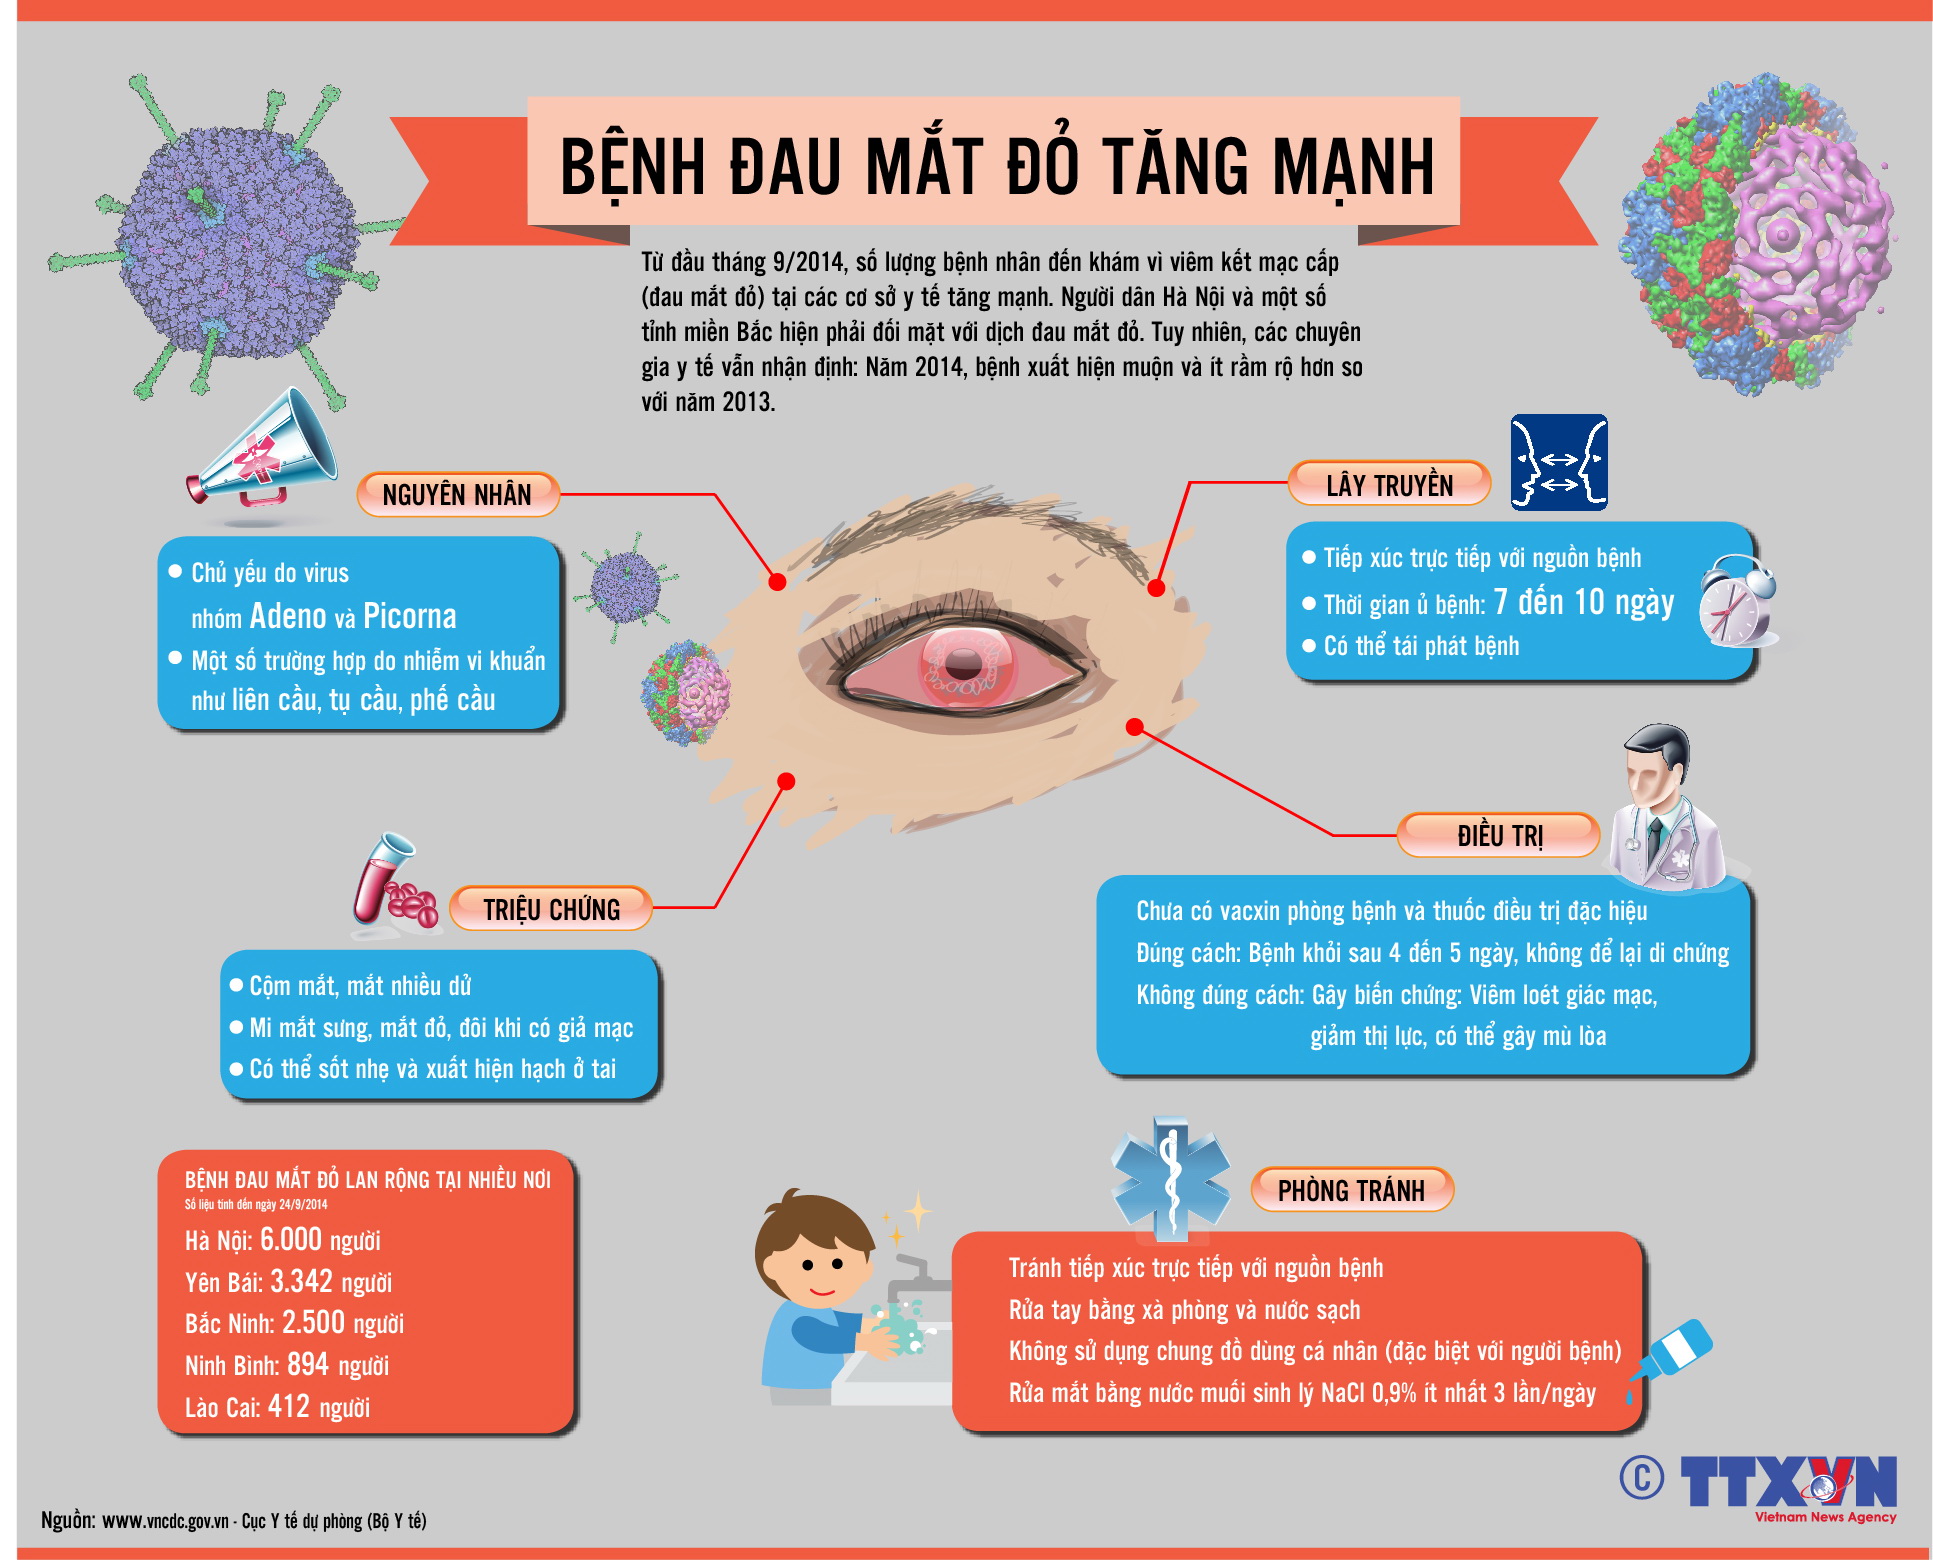 BỆNH ĐAU MẮT ĐỎ TĂNG MẠNH
Từ đầu tháng 9/2014, số lượng bệnh nhân đến khám vì viêm kết mạc cấp
(đau mắt đỏ) tại các cơ sở y tế tăng mạnh. Người dân Hà Nội và một số
tỉnh miền Bắc hiện phải đối mặt với dịch đau mắt đỏ. Tuy nhiên, các chuyên
gia y tế vẫn nhận định: Năm 2014, bệnh xuất hiện muộn và ít rầm rộ hơn so
với năm 2013.
NGUYÊN NHÂN
Chủ yếu do virus
nhóm Adeno và Picorna
Một số trường hợp do nhiễm vi khuẩn
như liên cầu, tụ cầu, phế cầu
LÂY TRUYỀN
Tiếp xúc trực tiếp với nguồn bệnh
Thời gian ủ bệnh: 7 đến 10 ngày
Có thể tái phát bệnh
TRIỆU CHỨNG
Cộm mắt, mắt nhiều dử
Mi mắt sưng, mắt đỏ, đôi khi có giả mạc
Có thể sốt nhẹ và xuất hiện hạch ở tai
ĐIỀU TRỊ
Chưa có vacxin phòng bệnh và thuốc điều trị đặc hiệu
Đúng cách: Bệnh khỏi sau 4 đến 5 ngày, không để lại di chứng
Không đúng cách: Gây biến chứng: Viêm loét giác mạc,
giảm thị lực, có thể gây mù lòa
BỆNH ĐAU MẮT ĐỎ LAN RỘNG TẠI NHIỀU NƠI
Số liệu tính đến ngày 24/9/2014
Hà Nội: 6.000 người
Yên Bái: 3.342 người
Bắc Ninh: 2.500 người
Ninh Bình: 894 người
Lào Cai: 412 người
PHÒNG TRÁNH
Tránh tiếp xúc trực tiếp với nguồn bệnh
Rửa tay bằng xà phòng và nước sạch
Không sử dụng chung đồ dùng cá nhân (đặc biệt với người bệnh)
Rửa mắt bằng nước muối sinh lý NaCl 0,9% ít nhất 3 lần/ngày
© TTXVN
Vietnam News Agency
Nguồn: www.vncdc.gov.vn - Cục Y tế dự phòng (Bộ Y tế)